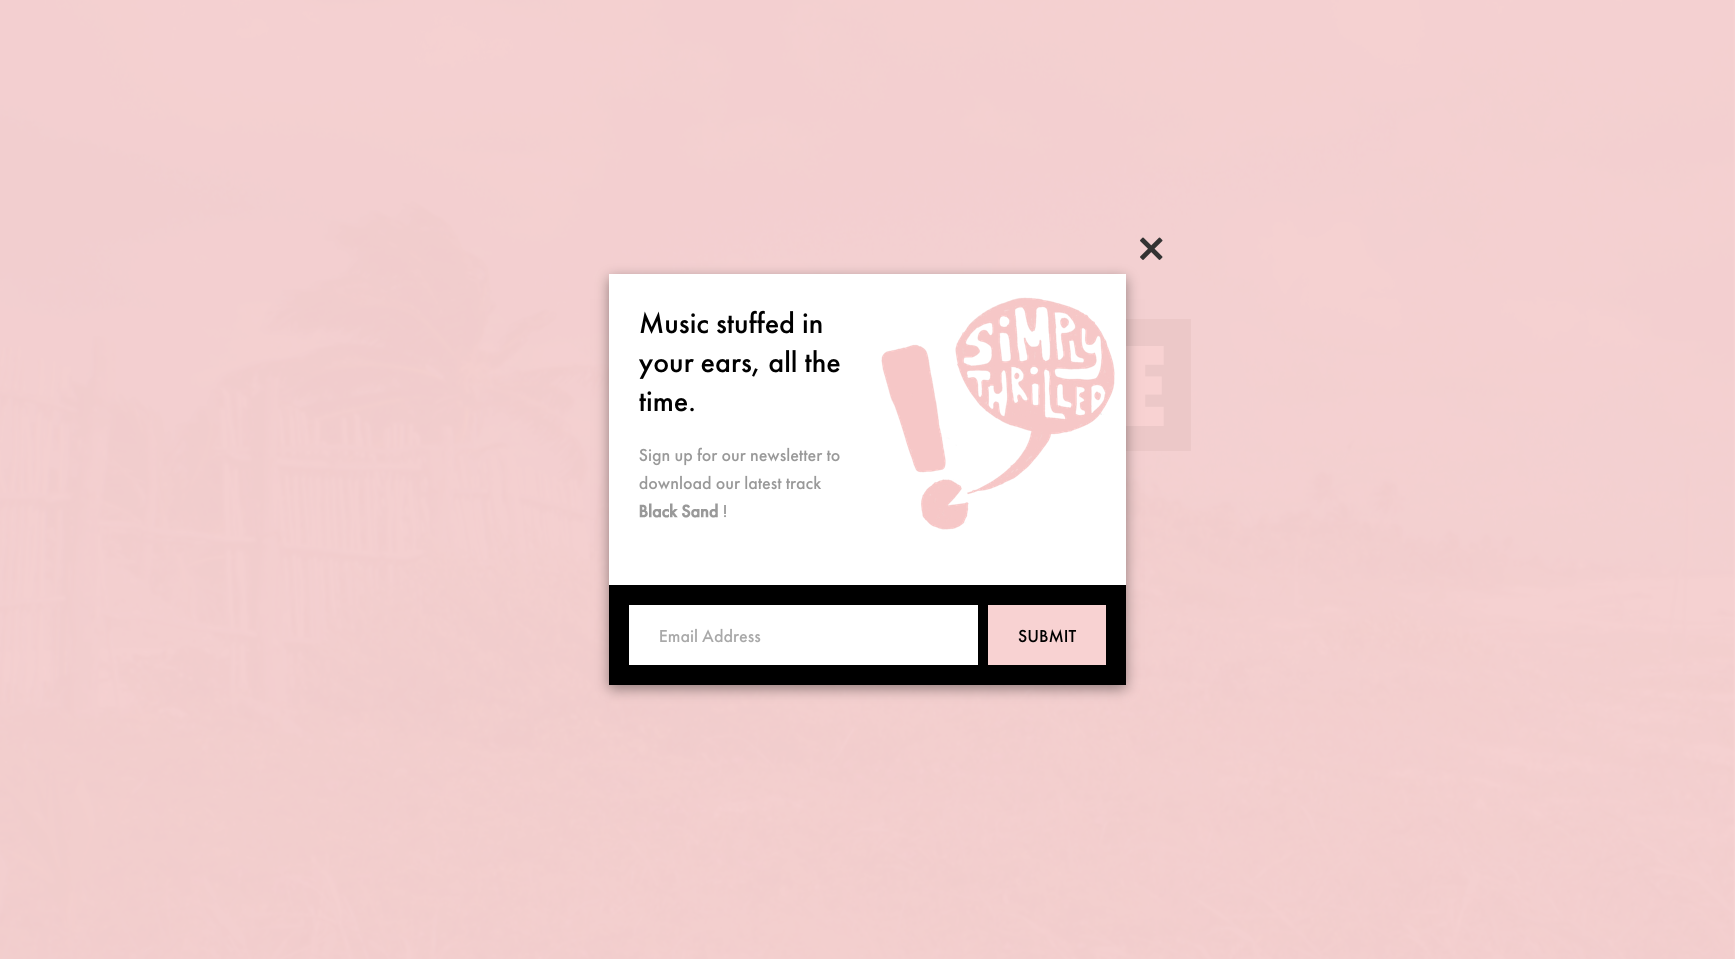 Music stuffed in
your ears, all the
time.
SiMPLY
THRiLLED
Sign up for our newsletter to
download our latest track
Black Sand !
Email Address
SUBMIT
E